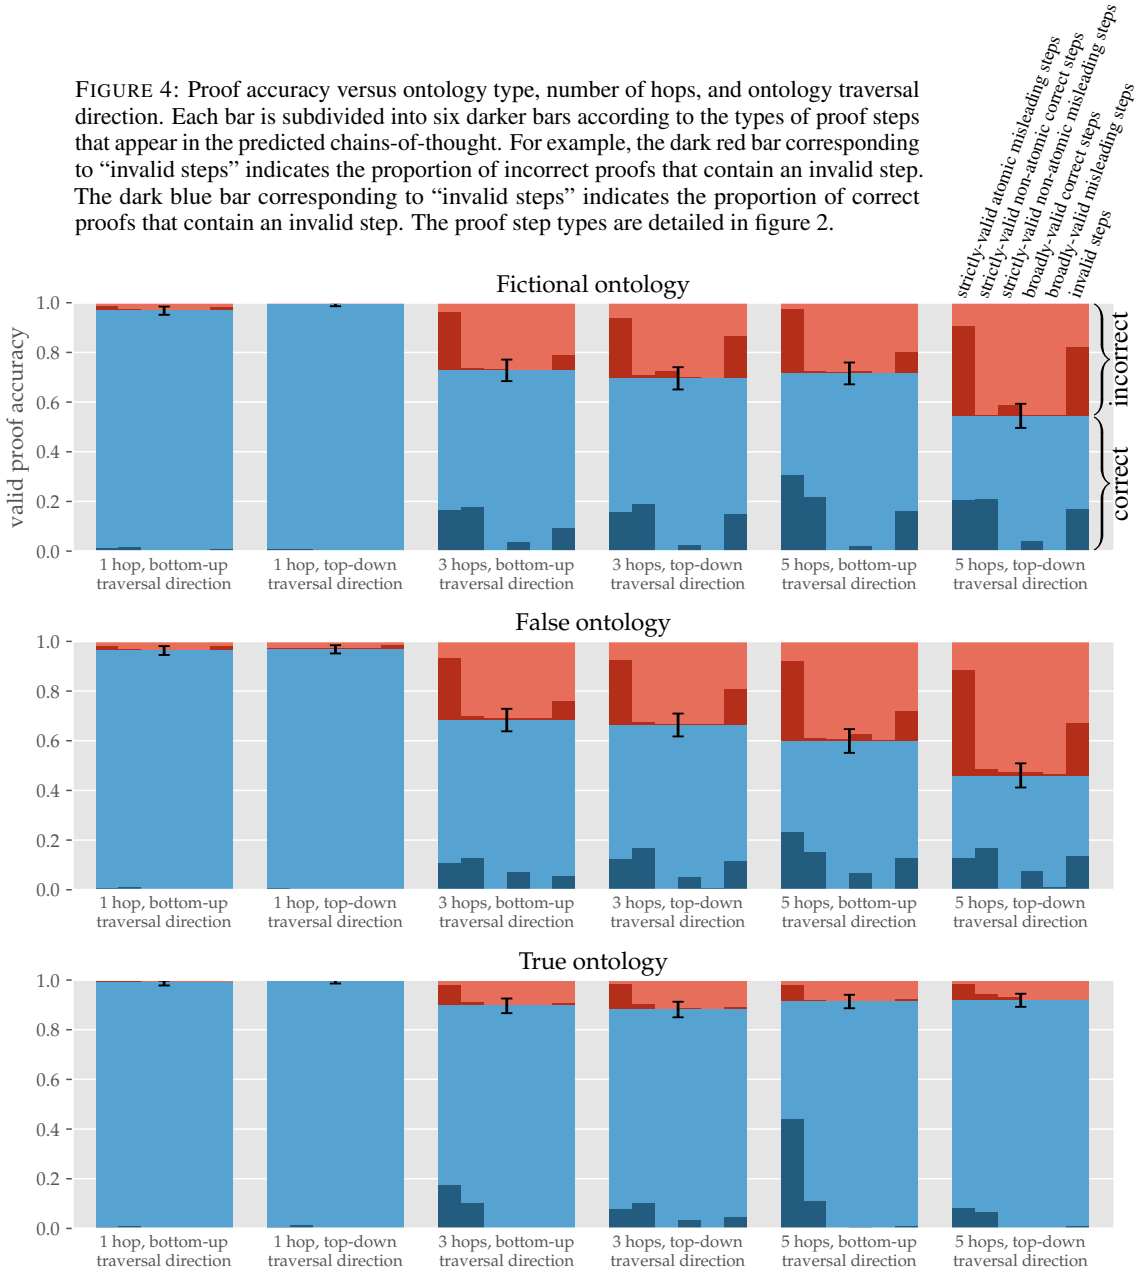 FIGURE 4: Proof accuracy versus ontology type, number of hops, and ontology traversal
direction. Each bar is subdivided into six darker bars according to the types of proof steps
that appear in the predicted chains-of-thought. For example, the dark red bar corresponding
to “invalid steps” indicates the proportion of incorrect proofs that contain an invalid step.
The dark blue bar corresponding to “invalid steps” indicates the proportion of correct
proofs that contain an invalid step. The proof step types are detailed in figure 2.
strictly-valid atomic misleading steps
strictly-valid non-atomic correct steps
strictly-valid non-atomic misleading steps
broadly-valid correct steps
broadly-valid misleading steps
invalid steps
Fictional ontology
valid proof accuracy
1.0
0.8
0.6
0.4
0.2
0.0
incorrect
correct
1 hop, bottom-up
traversal direction
1 hop, top-down
traversal direction
3 hops, bottom-up
traversal direction
3 hops, top-down
traversal direction
5 hops, bottom-up
traversal direction
5 hops, top-down
traversal direction
False ontology
1.0
0.8
0.6
0.4
0.2
0.0
1 hop, bottom-up
traversal direction
1 hop, top-down
traversal direction
3 hops, bottom-up
traversal direction
3 hops, top-down
traversal direction
5 hops, bottom-up
traversal direction
5 hops, top-down
traversal direction
True ontology
1.0
0.8
0.6
0.4
0.2
0.0
1 hop, bottom-up
traversal direction
1 hop, top-down
traversal direction
3 hops, bottom-up
traversal direction
3 hops, top-down
traversal direction
5 hops, bottom-up
traversal direction
5 hops, top-down
traversal direction